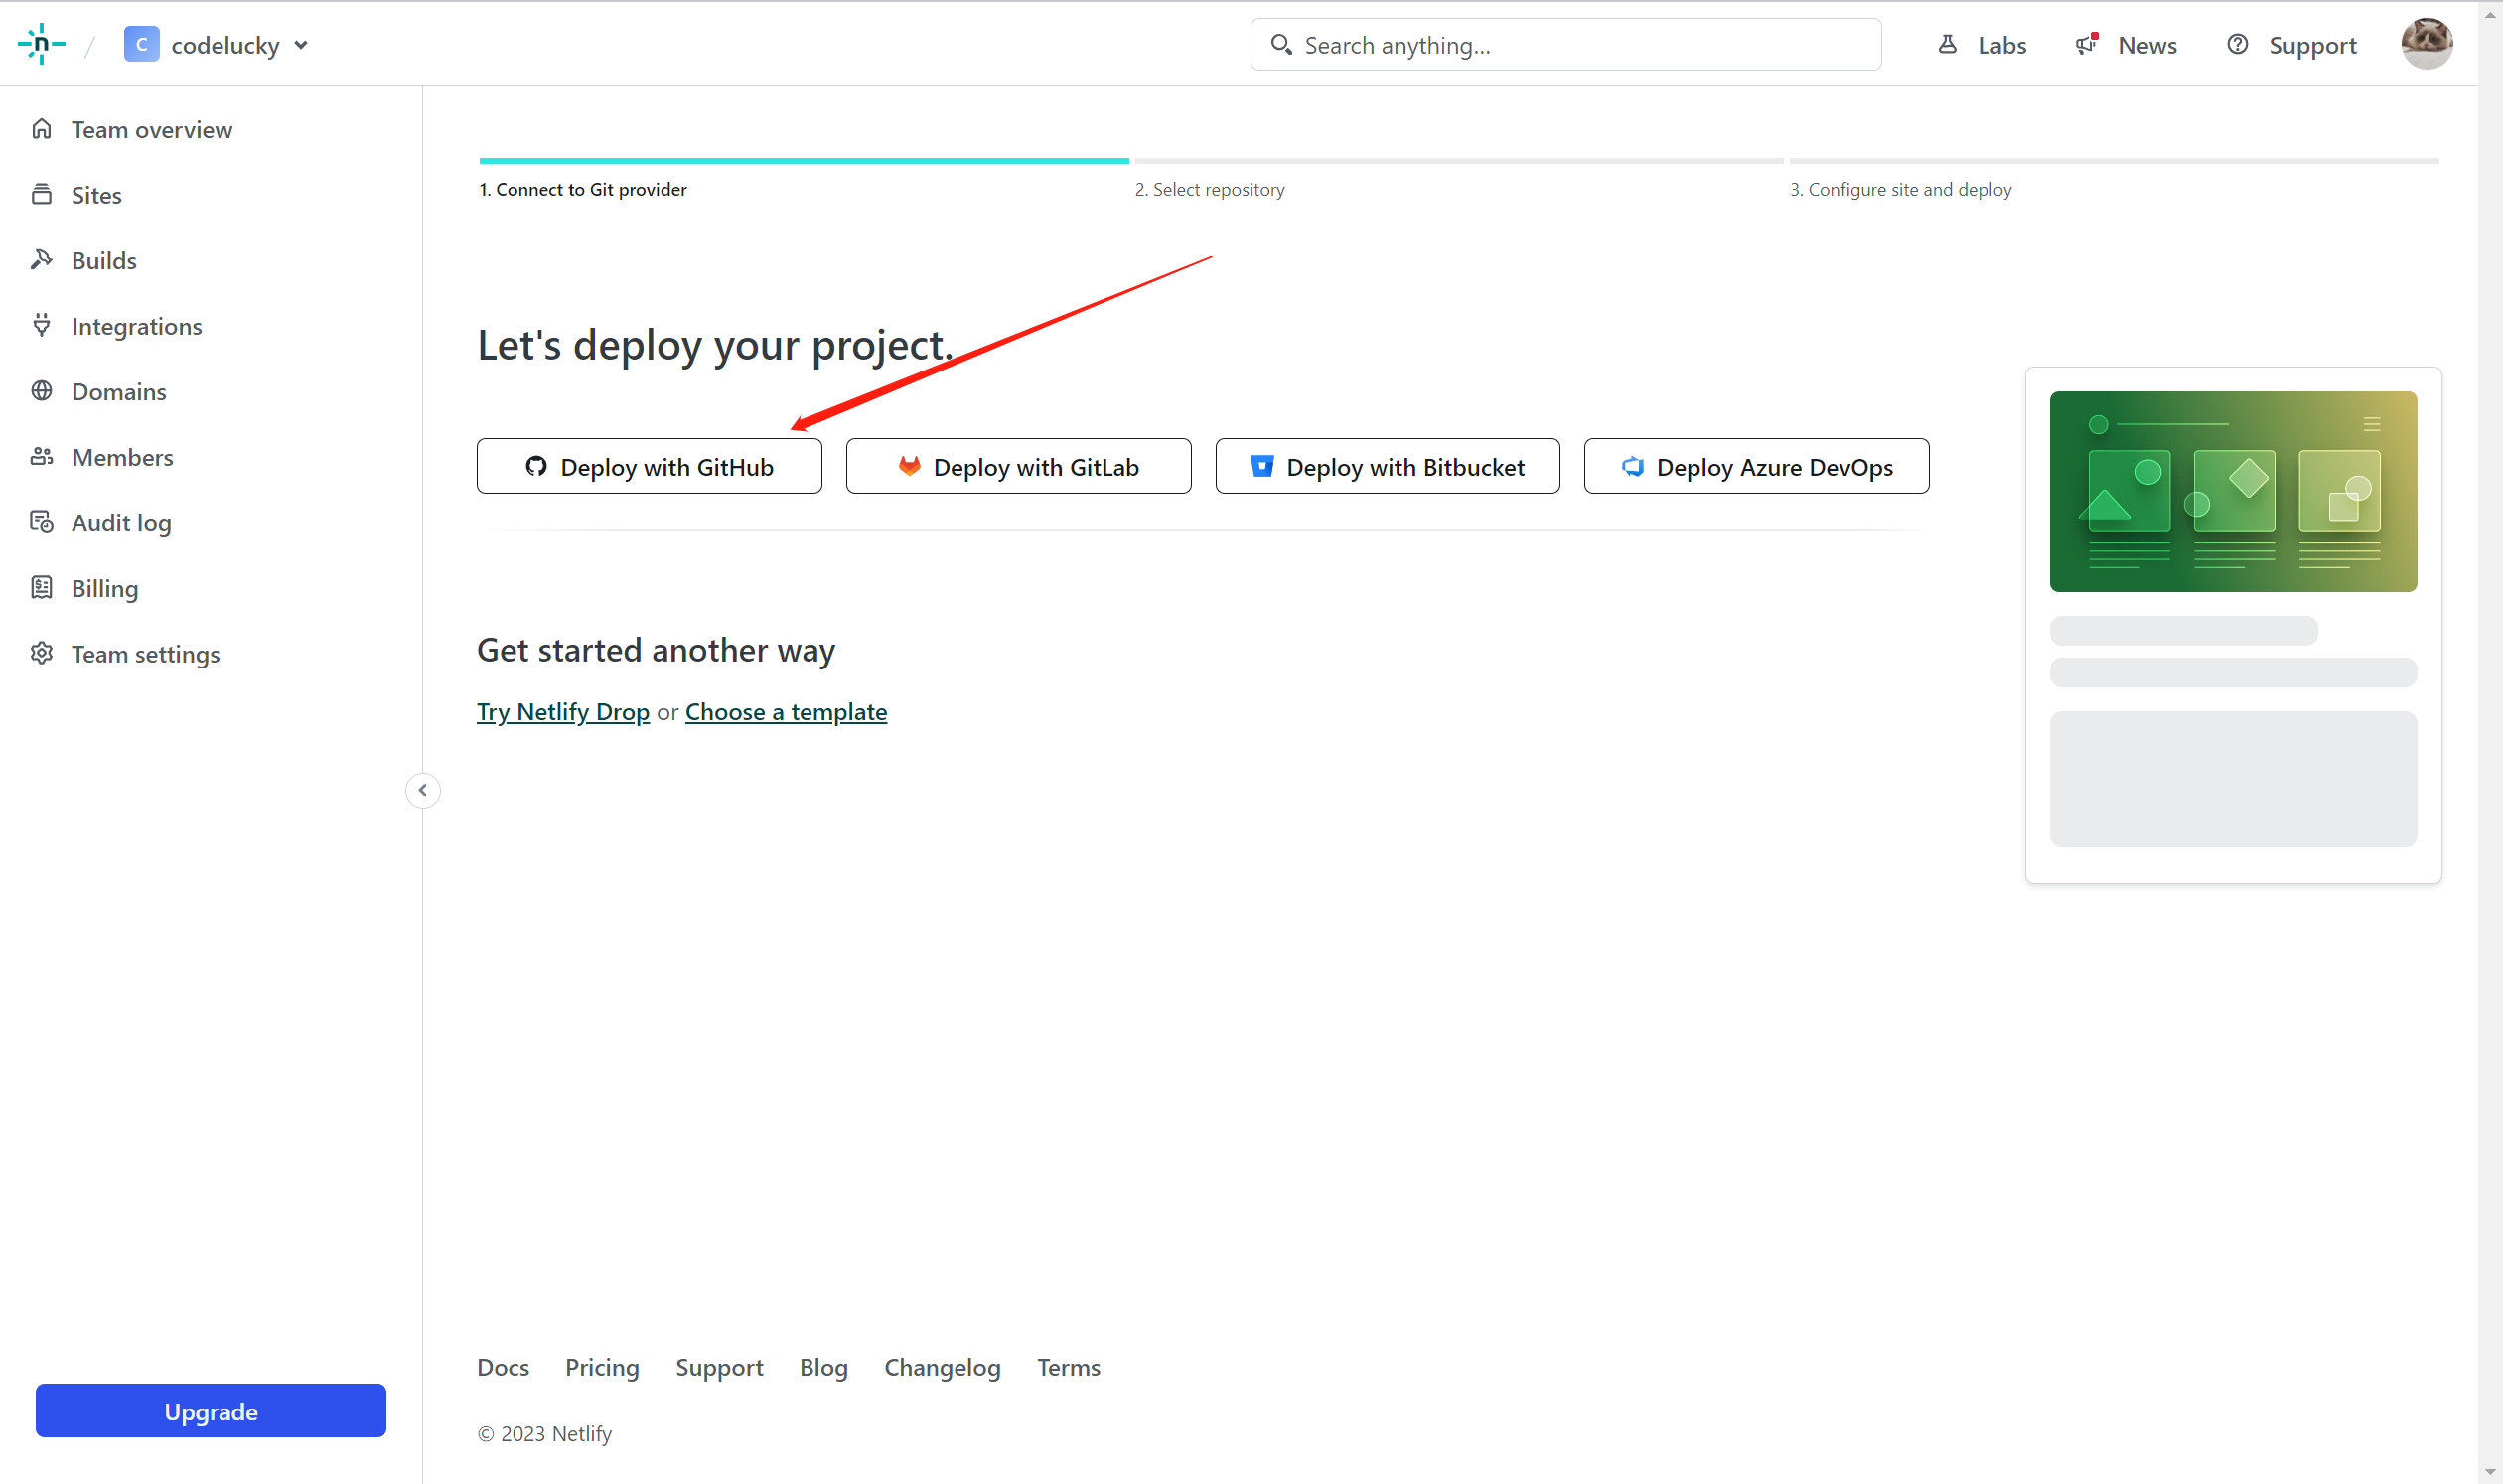 n / C codelucky
Search anything...
Labs
News
Support
Team overview
Sites
Builds
Integrations
Domains
Members
Audit log
Billing
Team settings
Upgrade
1. Connect to Git provider
2. Select repository
3. Configure site and deploy
Let's deploy your project.
Deploy with GitHub
Deploy with GitLab
Deploy with Bitbucket
Deploy Azure DevOps
Get started another way
Try Netlify Drop or Choose a template
Docs Pricing Support Blog Changelog Terms
© 2023 Netlify